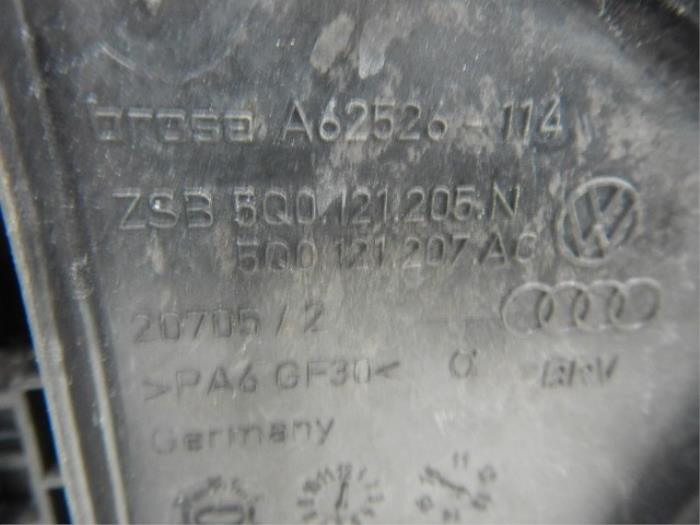 brose A62526-114
ZSB 5Q0.121.205.N
5Q0.121.207.AC
20705/2
>PA6 GF30<
Germany